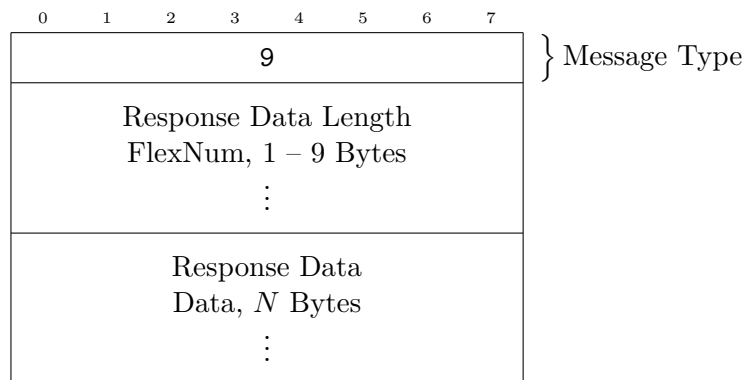 0 1 2 3 4 5 6 7
9 Message Type
Response Data Length
FlexNum, 1 – 9 Bytes
⋮
Response Data
Data, N Bytes
⋮